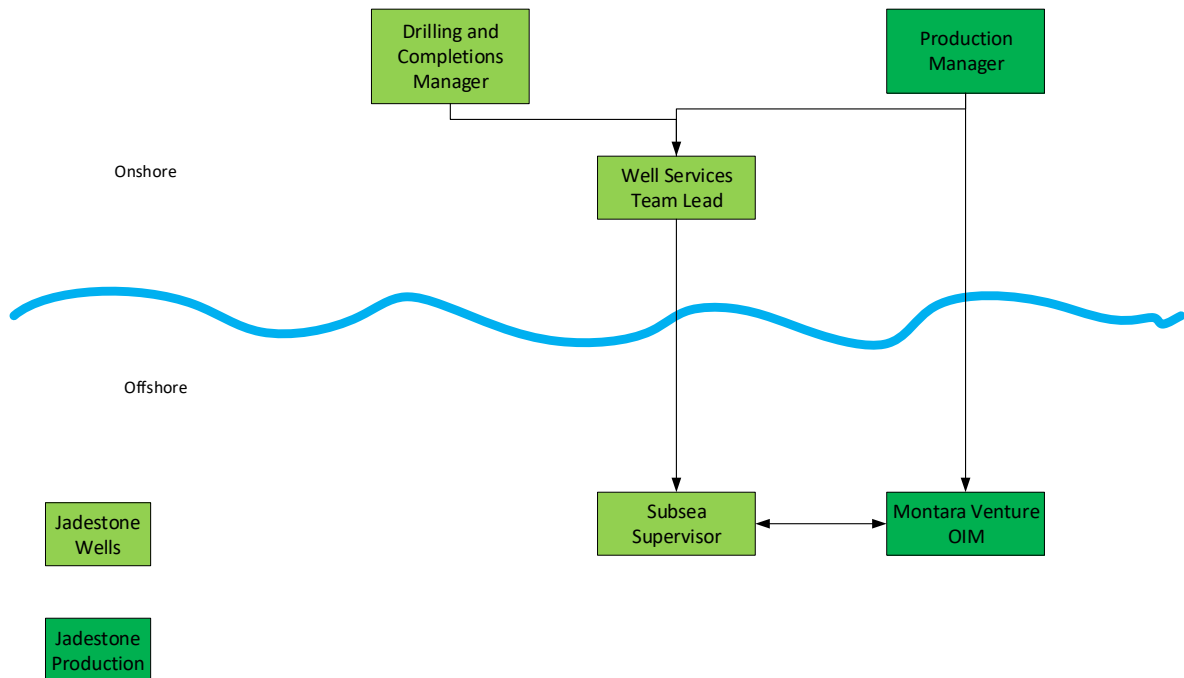 Drilling and
Completions
Manager
Production
Manager
Onshore
Well Services
Team Lead
Offshore
Jadestone
Wells
Subsea
Supervisor
Montara Venture
OIM
Jadestone
Production